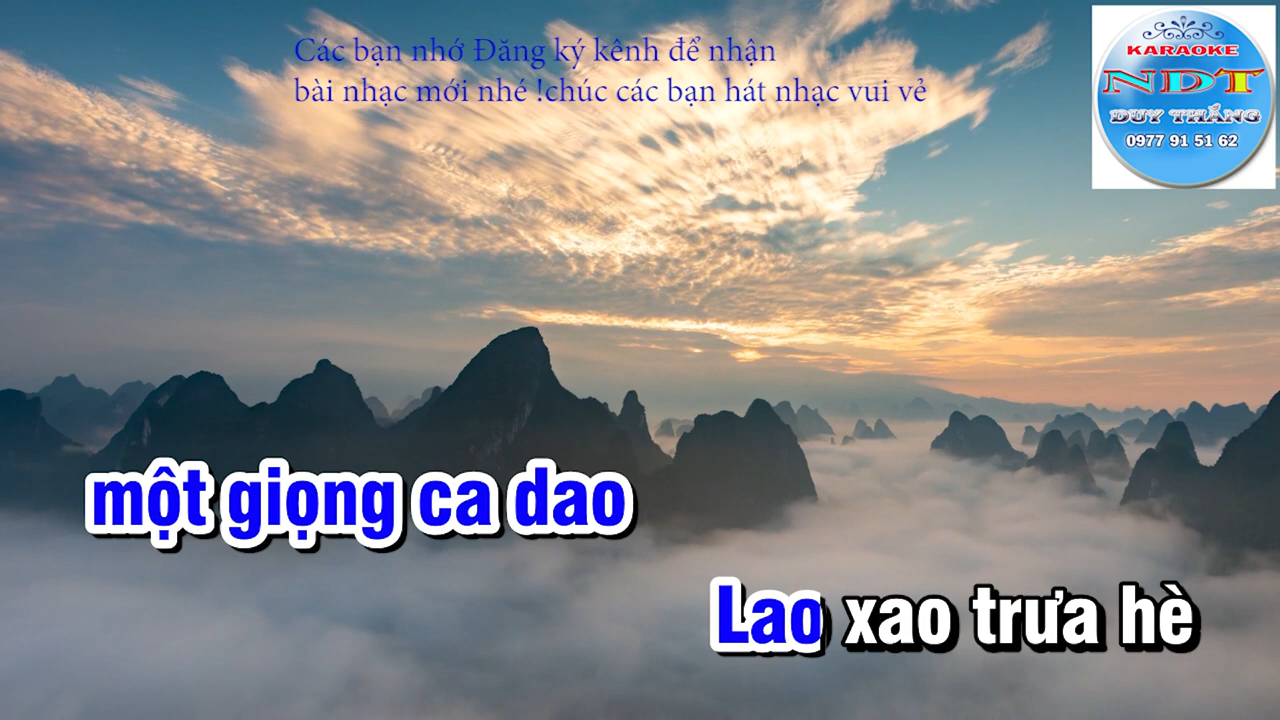 Các bạn nhớ Đăng ký kênh để nhận
bài nhạc mới nhé !chúc các bạn hát nhạc vui vẻ
KARAOKE
NDT
DUY THẮNG
0977 91 51 62
một giọng ca dao
Lao xao trưa hè